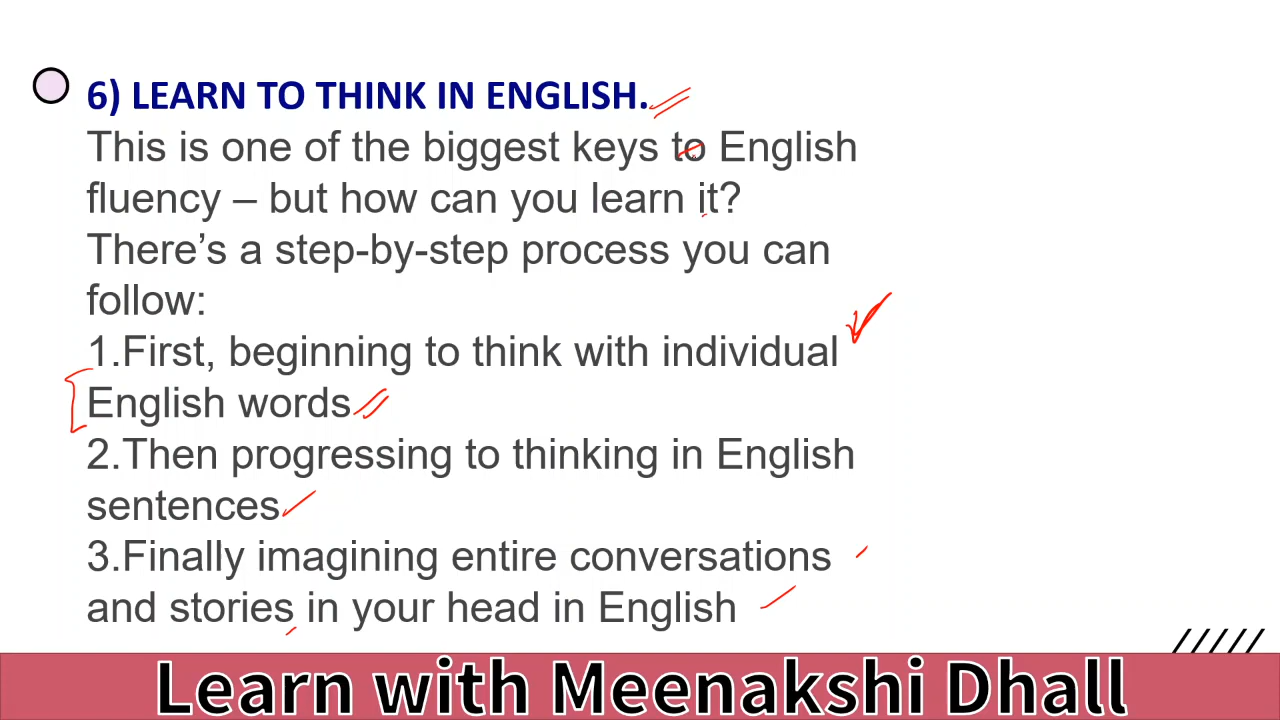 6) LEARN TO THINK IN ENGLISH.
This is one of the biggest keys to English
fluency – but how can you learn it?
There’s a step-by-step process you can
follow:
1.First, beginning to think with individual
English words
2.Then progressing to thinking in English
sentences
3.Finally imagining entire conversations
and stories in your head in English
Learn with Meenakshi Dhall